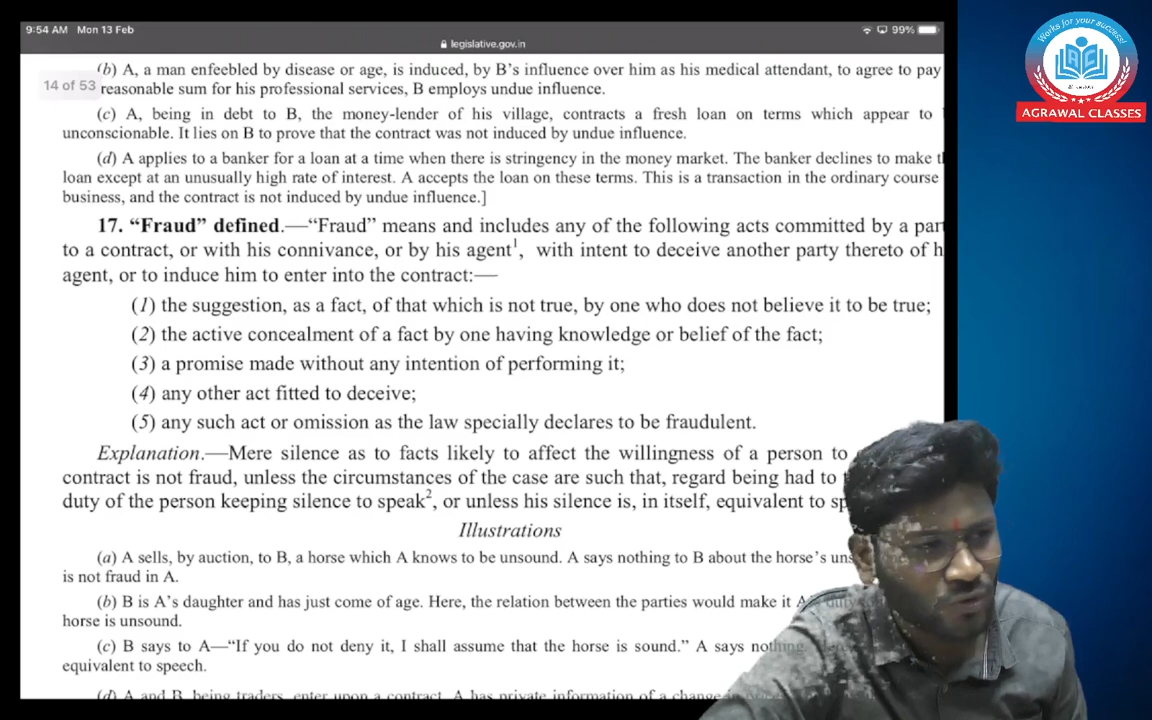 9:54 AM Mon 13 Feb
99%
legislative.gov.in
Works for your success!
AGRAWAL CLASSES
14 of 53
(b) A, a man enfeebled by disease or age, is induced, by B's influence over him as his medical attendant, to agree to pay
reasonable sum for his professional services, B employs undue influence.
(c) A, being in debt to B, the money-lender of his village, contracts a fresh loan on terms which appear to
unconscionable. It lies on B to prove that the contract was not induced by undue influence.
(d) A applies to a banker for a loan at a time when there is stringency in the money market. The banker declines to make
loan except at an unusually high rate of interest. A accepts the loan on these terms. This is a transaction in the ordinary course
business, and the contract is not induced by undue influence.]
17. “Fraud” defined.—“Fraud” means and includes any of the following acts committed by a
to a contract, or with his connivance, or by his agent1, with intent to deceive another party thereto of
agent, or to induce him to enter into the contract:—
(1) the suggestion, as a fact, of that which is not true, by one who does not believe it to be true;
(2) the active concealment of a fact by one having knowledge or belief of the fact;
(3) a promise made without any intention of performing it;
(4) any other act fitted to deceive;
(5) any such act or omission as the law specially declares to be fraudulent.
Explanation.—Mere silence as to facts likely to affect the willingness of a person to
contract is not fraud, unless the circumstances of the case are such that, regard being had to
duty of the person keeping silence to speak2, or unless his silence is, in itself, equivalent to
Illustrations
(a) A sells, by auction, to B, a horse which A knows to be unsound. A says nothing to B about the horse’s
is not fraud in A.
(b) B is A’s daughter and has just come of age. Here, the relation between the parties would make it A’s duty
horse is unsound.
(c) B says to A—“If you do not deny it, I shall assume that the horse is sound.” A says nothing.
equivalent to speech.
(d) A and B, being traders, enter upon a contract. A has private information of a change in